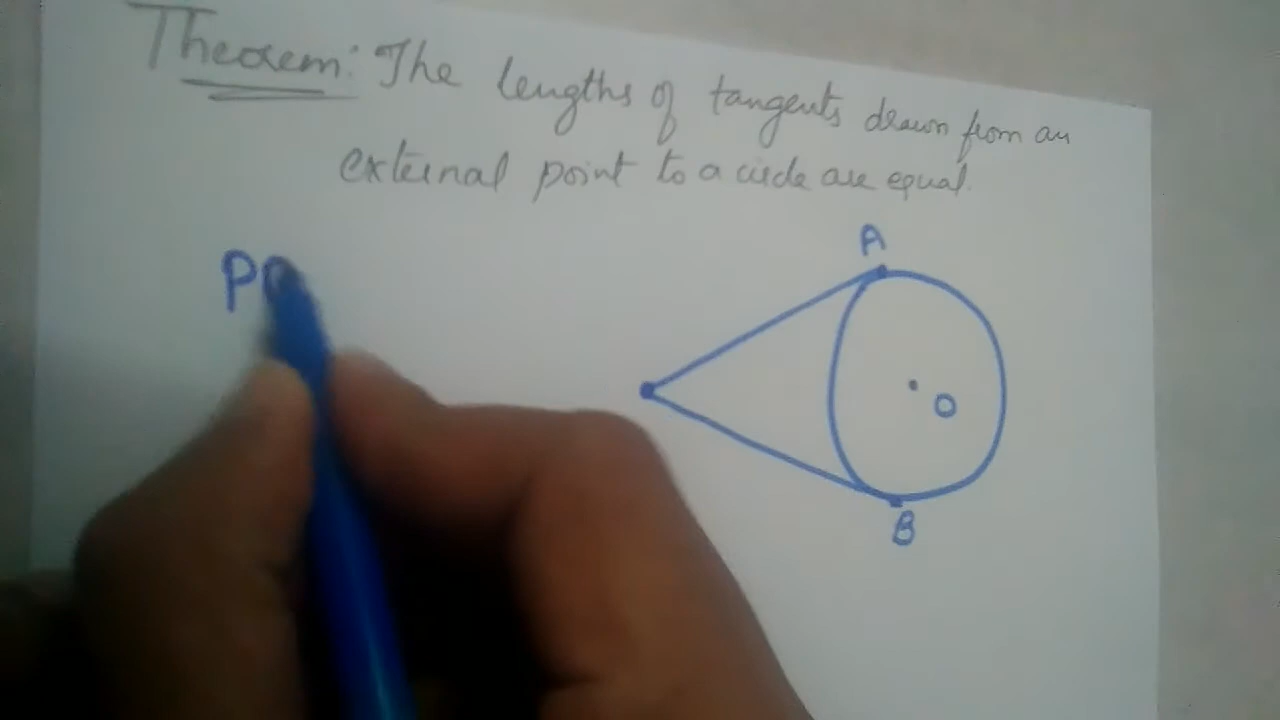 Theorem: The lengths of tangents drawn from an
external point to a circle are equal.
A
P
O
B